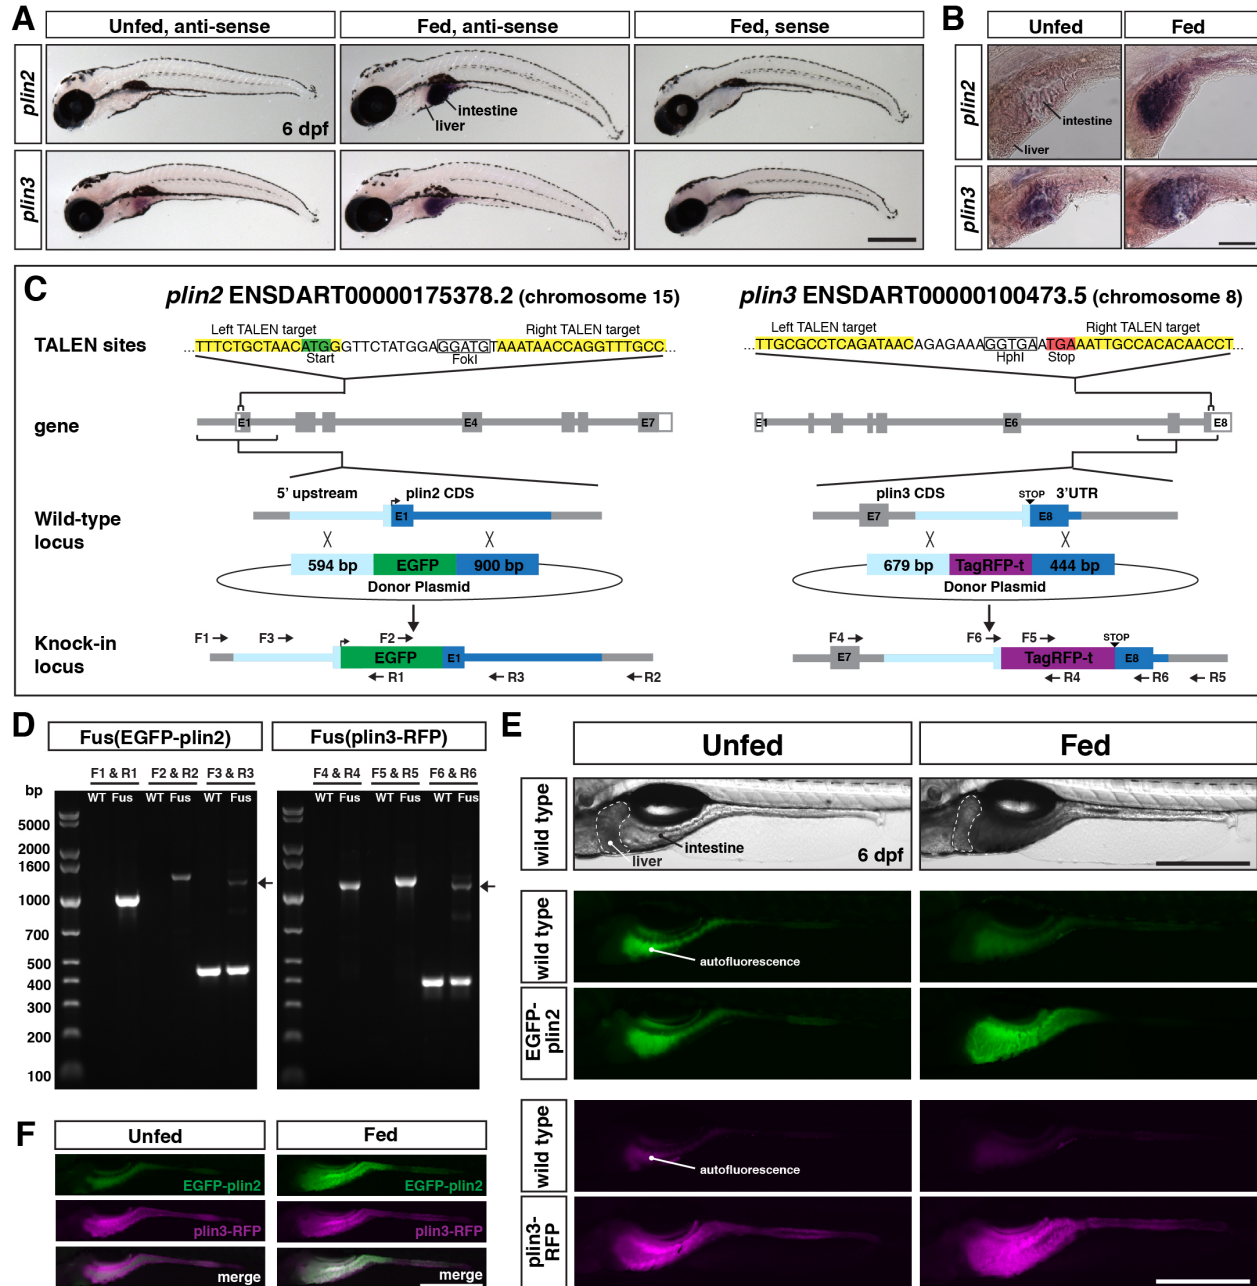 A
Unfed, anti-sense
Fed, anti-sense
Fed, sense
plin2
6 dpf
intestine
liver
plin3
B
Unfed
Fed
plin2
intestine
liver
plin3
C
plin2 ENSDART00000175378.2 (chromosome 15)
plin3 ENSDART00000100473.5 (chromosome 8)
TALEN sites
Left TALEN target
Right TALEN target
...TTTCTGCTAACATGGGTTCTATGGAGGATGTAAATAACCAGGTTTGCC...
Start
FokI
Left TALEN target
Right TALEN target
...TTGCGCCTCAGATAACAGAGAAAGGTGAATGAAATTGCCACACAACCT...
HphI
Stop
gene
E1
E4
E7
E1
E6
E8
Wild-type
locus
5' upstream
plin2 CDS
E1
plin3 CDS
STOP
3'UTR
E7
E8
594 bp
EGFP
900 bp
Donor Plasmid
679 bp
TagRFP-t
444 bp
Donor Plasmid
Knock-in
locus
F1
F3
F2
EGFP
E1
R1
R3
R2
F4
F6
F5
STOP
E7
TagRFP-t
E8
R4
R6
R5
D
Fus(EGFP-plin2)
Fus(plin3-RFP)
F1 & R1
F2 & R2
F3 & R3
F4 & R4
F5 & R5
F6 & R6
bp
WT Fus WT Fus WT Fus
WT Fus WT Fus WT Fus
5000
2000
1600
1000
700
500
400
300
200
100
E
Unfed
Fed
wild type
liver
intestine
6 dpf
wild type
autofluorescence
EGFP-
plin2
wild type
autofluorescence
plin3-
RFP
F
Unfed
Fed
EGFP-plin2
EGFP-plin2
plin3-RFP
plin3-RFP
merge
merge